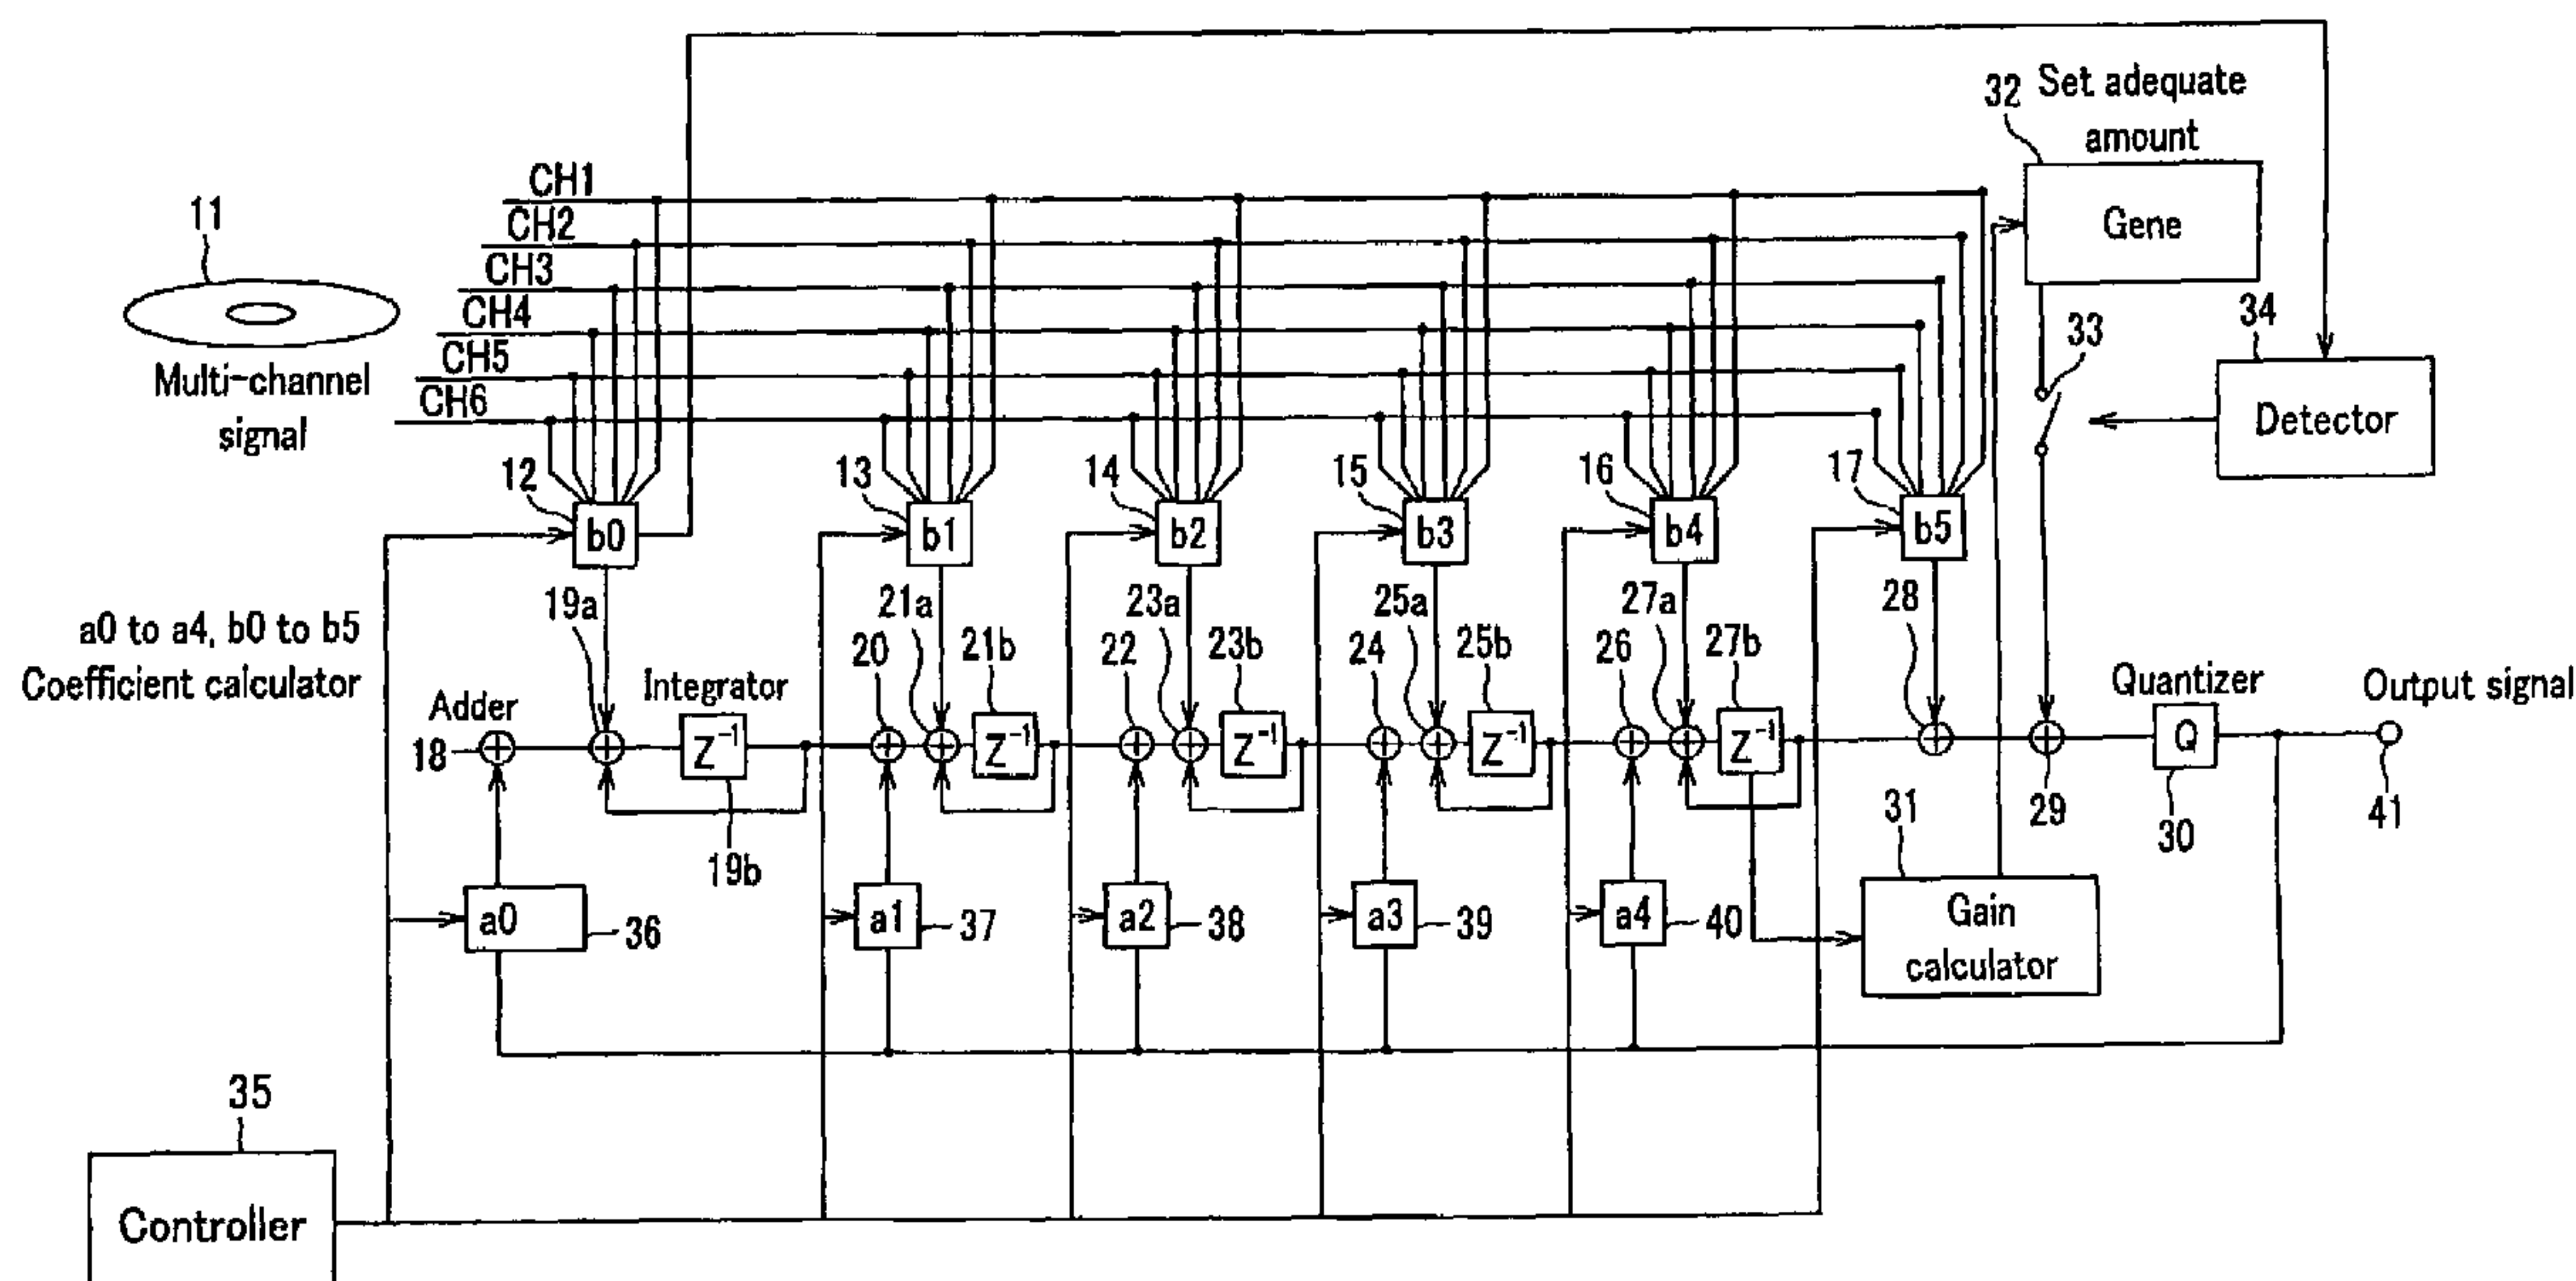 32 Set adequate
amount
CH1
CH2
CH3
CH4
CH5
CH6
11
Multi-channel
signal
Gene
33
34
Detector
12
13
14
15
16
17
b0
b1
b2
b3
b4
b5
a0 to a4, b0 to b5
Coefficient calculator
19a
21a
23a
25a
27a
28
Adder
18
Integrator
20
21b
22
23b
24
25b
26
27b
Quantizer
Output signal
Z⁻¹
Z⁻¹
Z⁻¹
Z⁻¹
Z⁻¹
Q
19b
31
29
30
41
a0
36
a1
37
a2
38
a3
39
a4
40
Gain
calculator
35
Controller